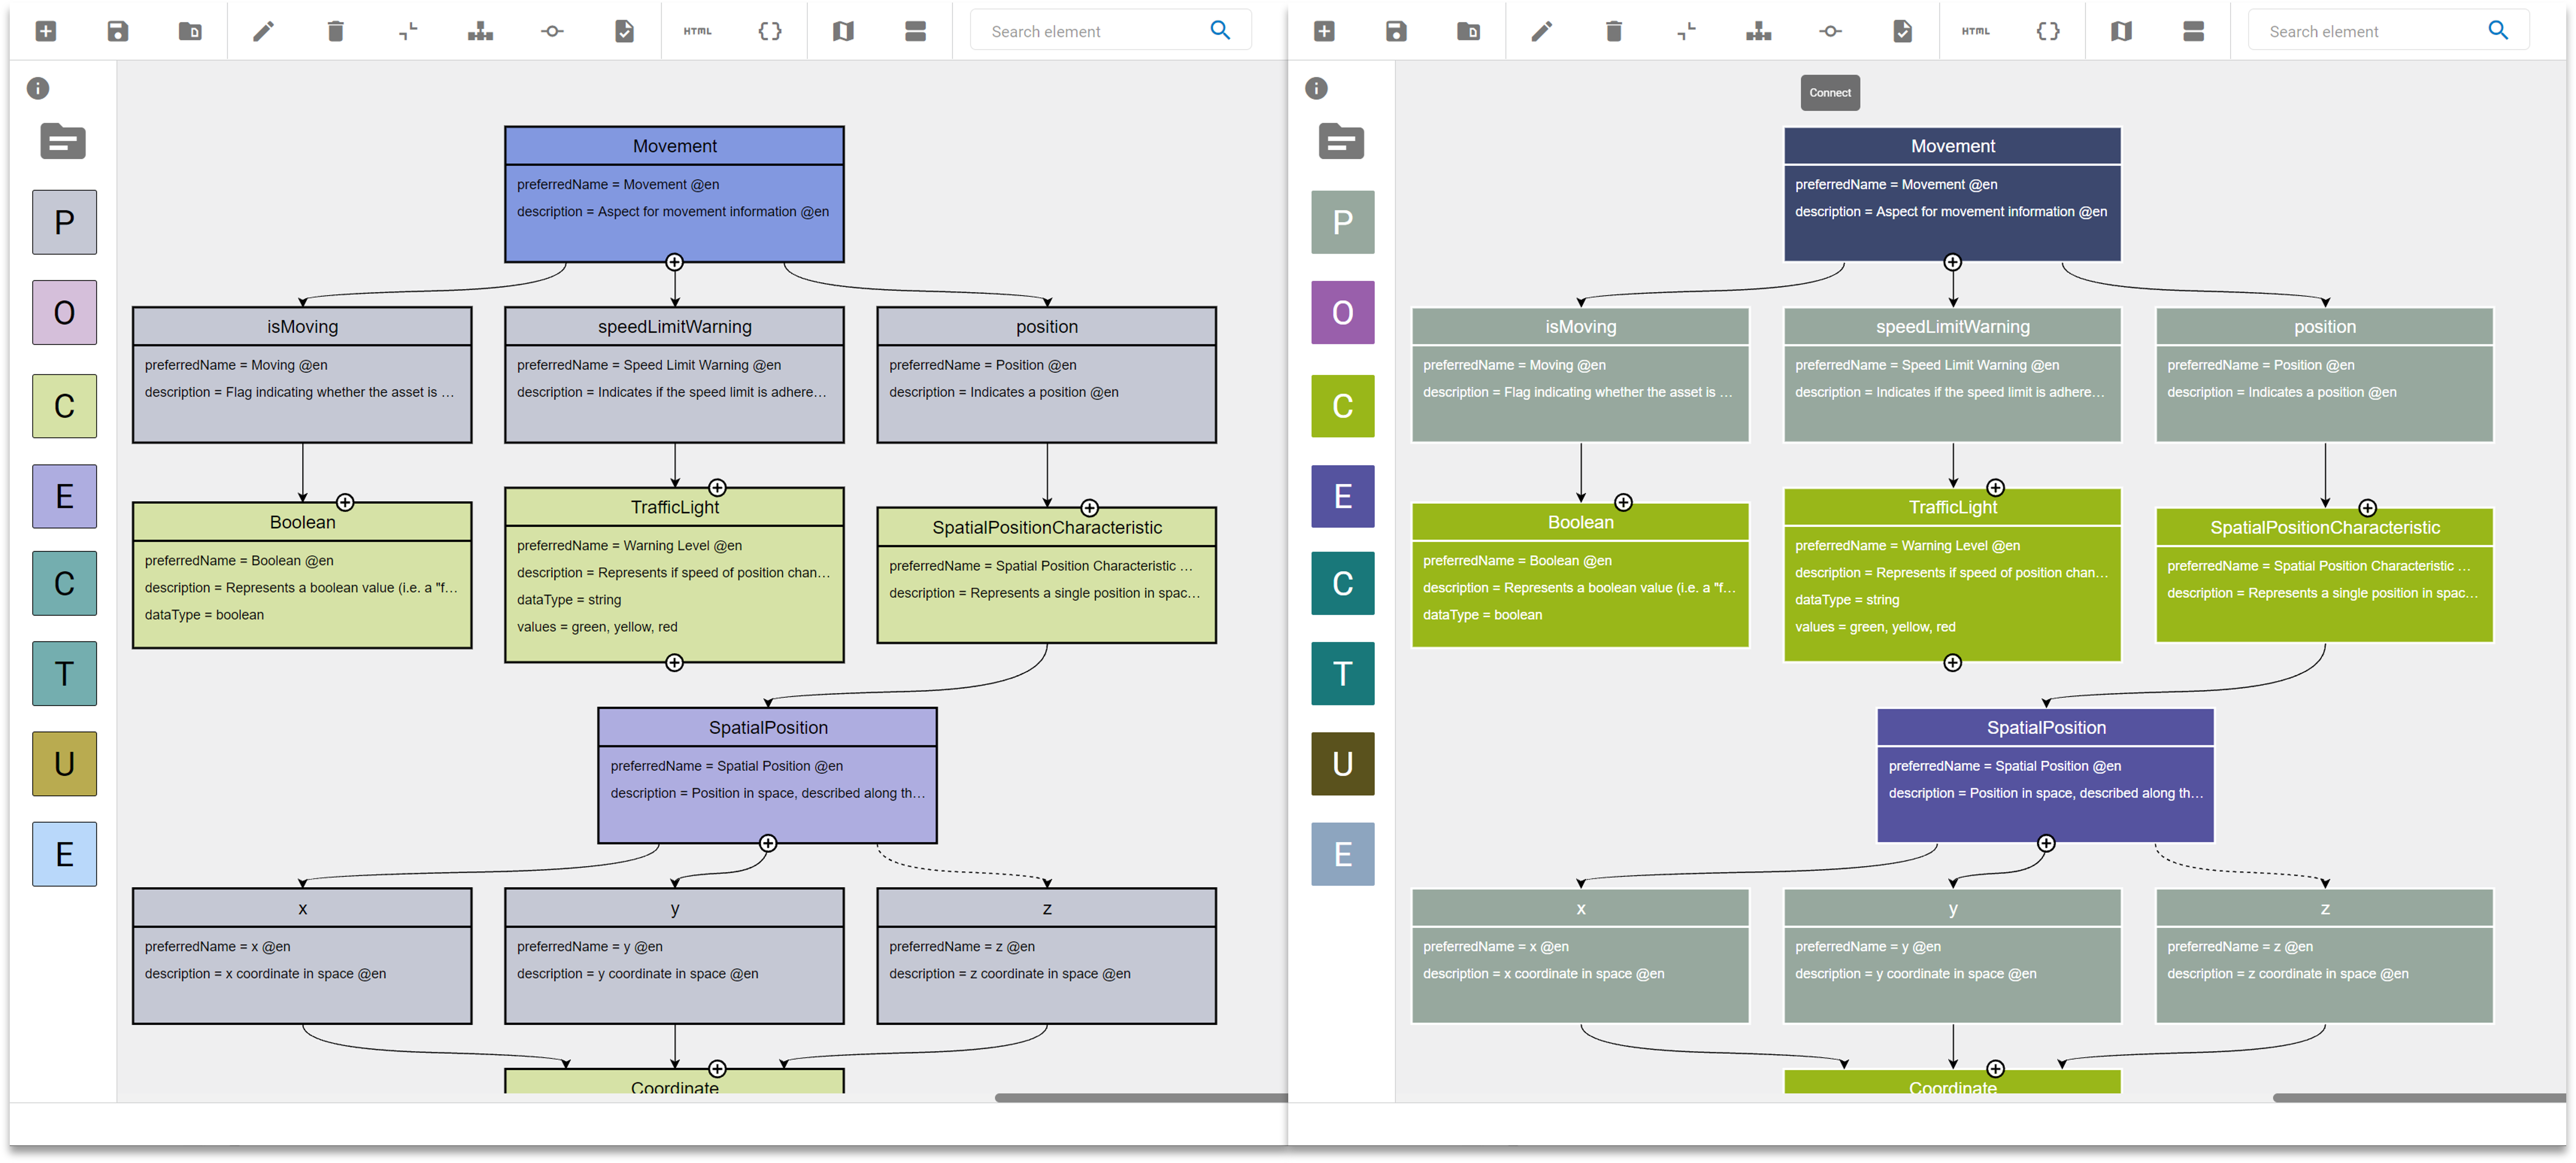 HTML
{}
Search element
i
P
O
C
E
C
T
U
E
Movement
preferredName = Movement @en
description = Aspect for movement information @en
isMoving
preferredName = Moving @en
description = Flag indicating whether the asset is ...
speedLimitWarning
preferredName = Speed Limit Warning @en
description = Indicates if the speed limit is adhere...
position
preferredName = Position @en
description = Indicates a position @en
Boolean
preferredName = Boolean @en
description = Represents a boolean value (i.e. a "f...
dataType = boolean
TrafficLight
preferredName = Warning Level @en
description = Represents if speed of position chan...
dataType = string
values = green, yellow, red
SpatialPositionCharacteristic
preferredName = Spatial Position Characteristic ...
description = Represents a single position in spac...
SpatialPosition
preferredName = Spatial Position @en
description = Position in space, described along th...
x
preferredName = x @en
description = x coordinate in space @en
y
preferredName = y @en
description = y coordinate in space @en
z
preferredName = z @en
description = z coordinate in space @en
Coordinate
HTML
{}
Search element
i
Connect
P
O
C
E
C
T
U
E
Movement
preferredName = Movement @en
description = Aspect for movement information @en
isMoving
preferredName = Moving @en
description = Flag indicating whether the asset is ...
speedLimitWarning
preferredName = Speed Limit Warning @en
description = Indicates if the speed limit is adhere...
position
preferredName = Position @en
description = Indicates a position @en
Boolean
preferredName = Boolean @en
description = Represents a boolean value (i.e. a "f...
dataType = boolean
TrafficLight
preferredName = Warning Level @en
description = Represents if speed of position chan...
dataType = string
values = green, yellow, red
SpatialPositionCharacteristic
preferredName = Spatial Position Characteristic ...
description = Represents a single position in spac...
SpatialPosition
preferredName = Spatial Position @en
description = Position in space, described along th...
x
preferredName = x @en
description = x coordinate in space @en
y
preferredName = y @en
description = y coordinate in space @en
z
preferredName = z @en
description = z coordinate in space @en
Coordinate